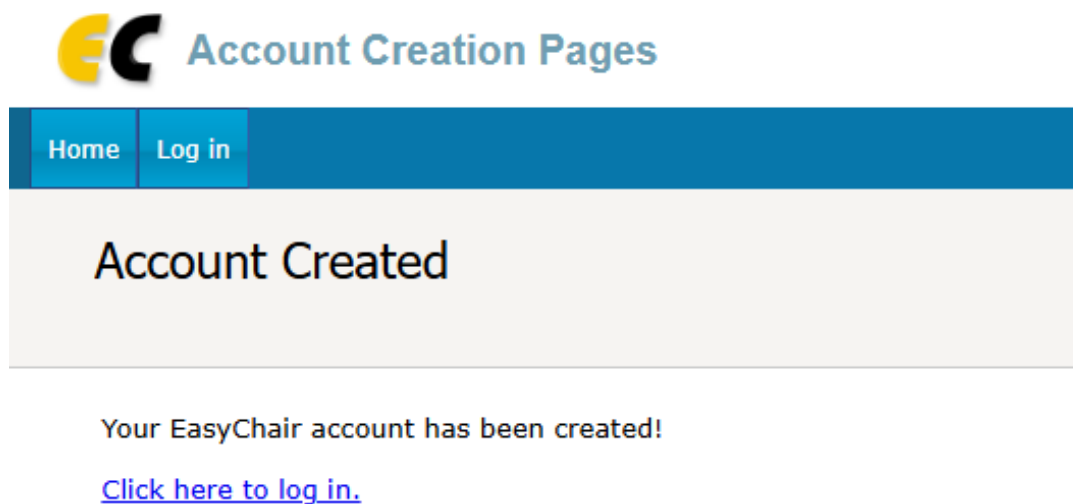 EC Account Creation Pages
Home Log in
Account Created
Your EasyChair account has been created!
Click here to log in.